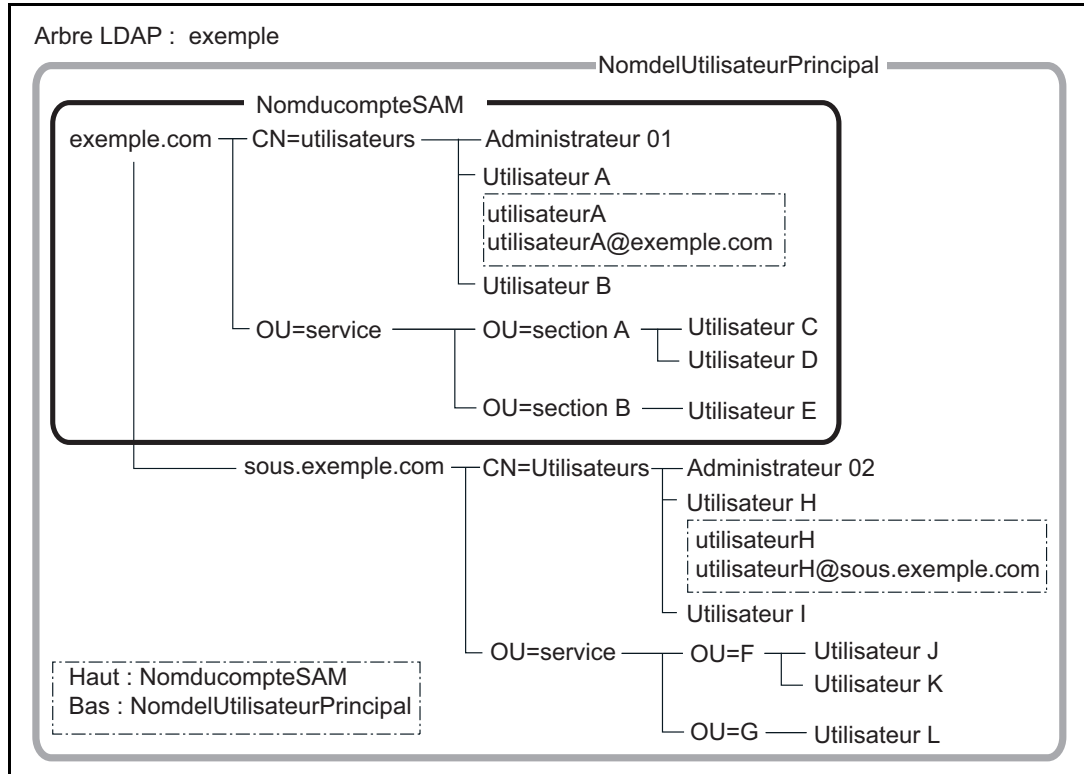 Arbre LDAP :  exemple
NomdelUtilisateurPrincipal
NomducompteSAM
exemple.com
CN=utilisateurs
Administrateur 01
Utilisateur A
utilisateurA
utilisateurA@exemple.com
Utilisateur B
OU=service
OU=section A
Utilisateur C
Utilisateur D
OU=section B
Utilisateur E
sous.exemple.com
CN=Utilisateurs
Administrateur 02
Utilisateur H
utilisateurH
utilisateurH@sous.exemple.com
Utilisateur I
OU=service
OU=F
Utilisateur J
Utilisateur K
OU=G
Utilisateur L
Haut : NomducompteSAM
Bas : NomdelUtilisateurPrincipal